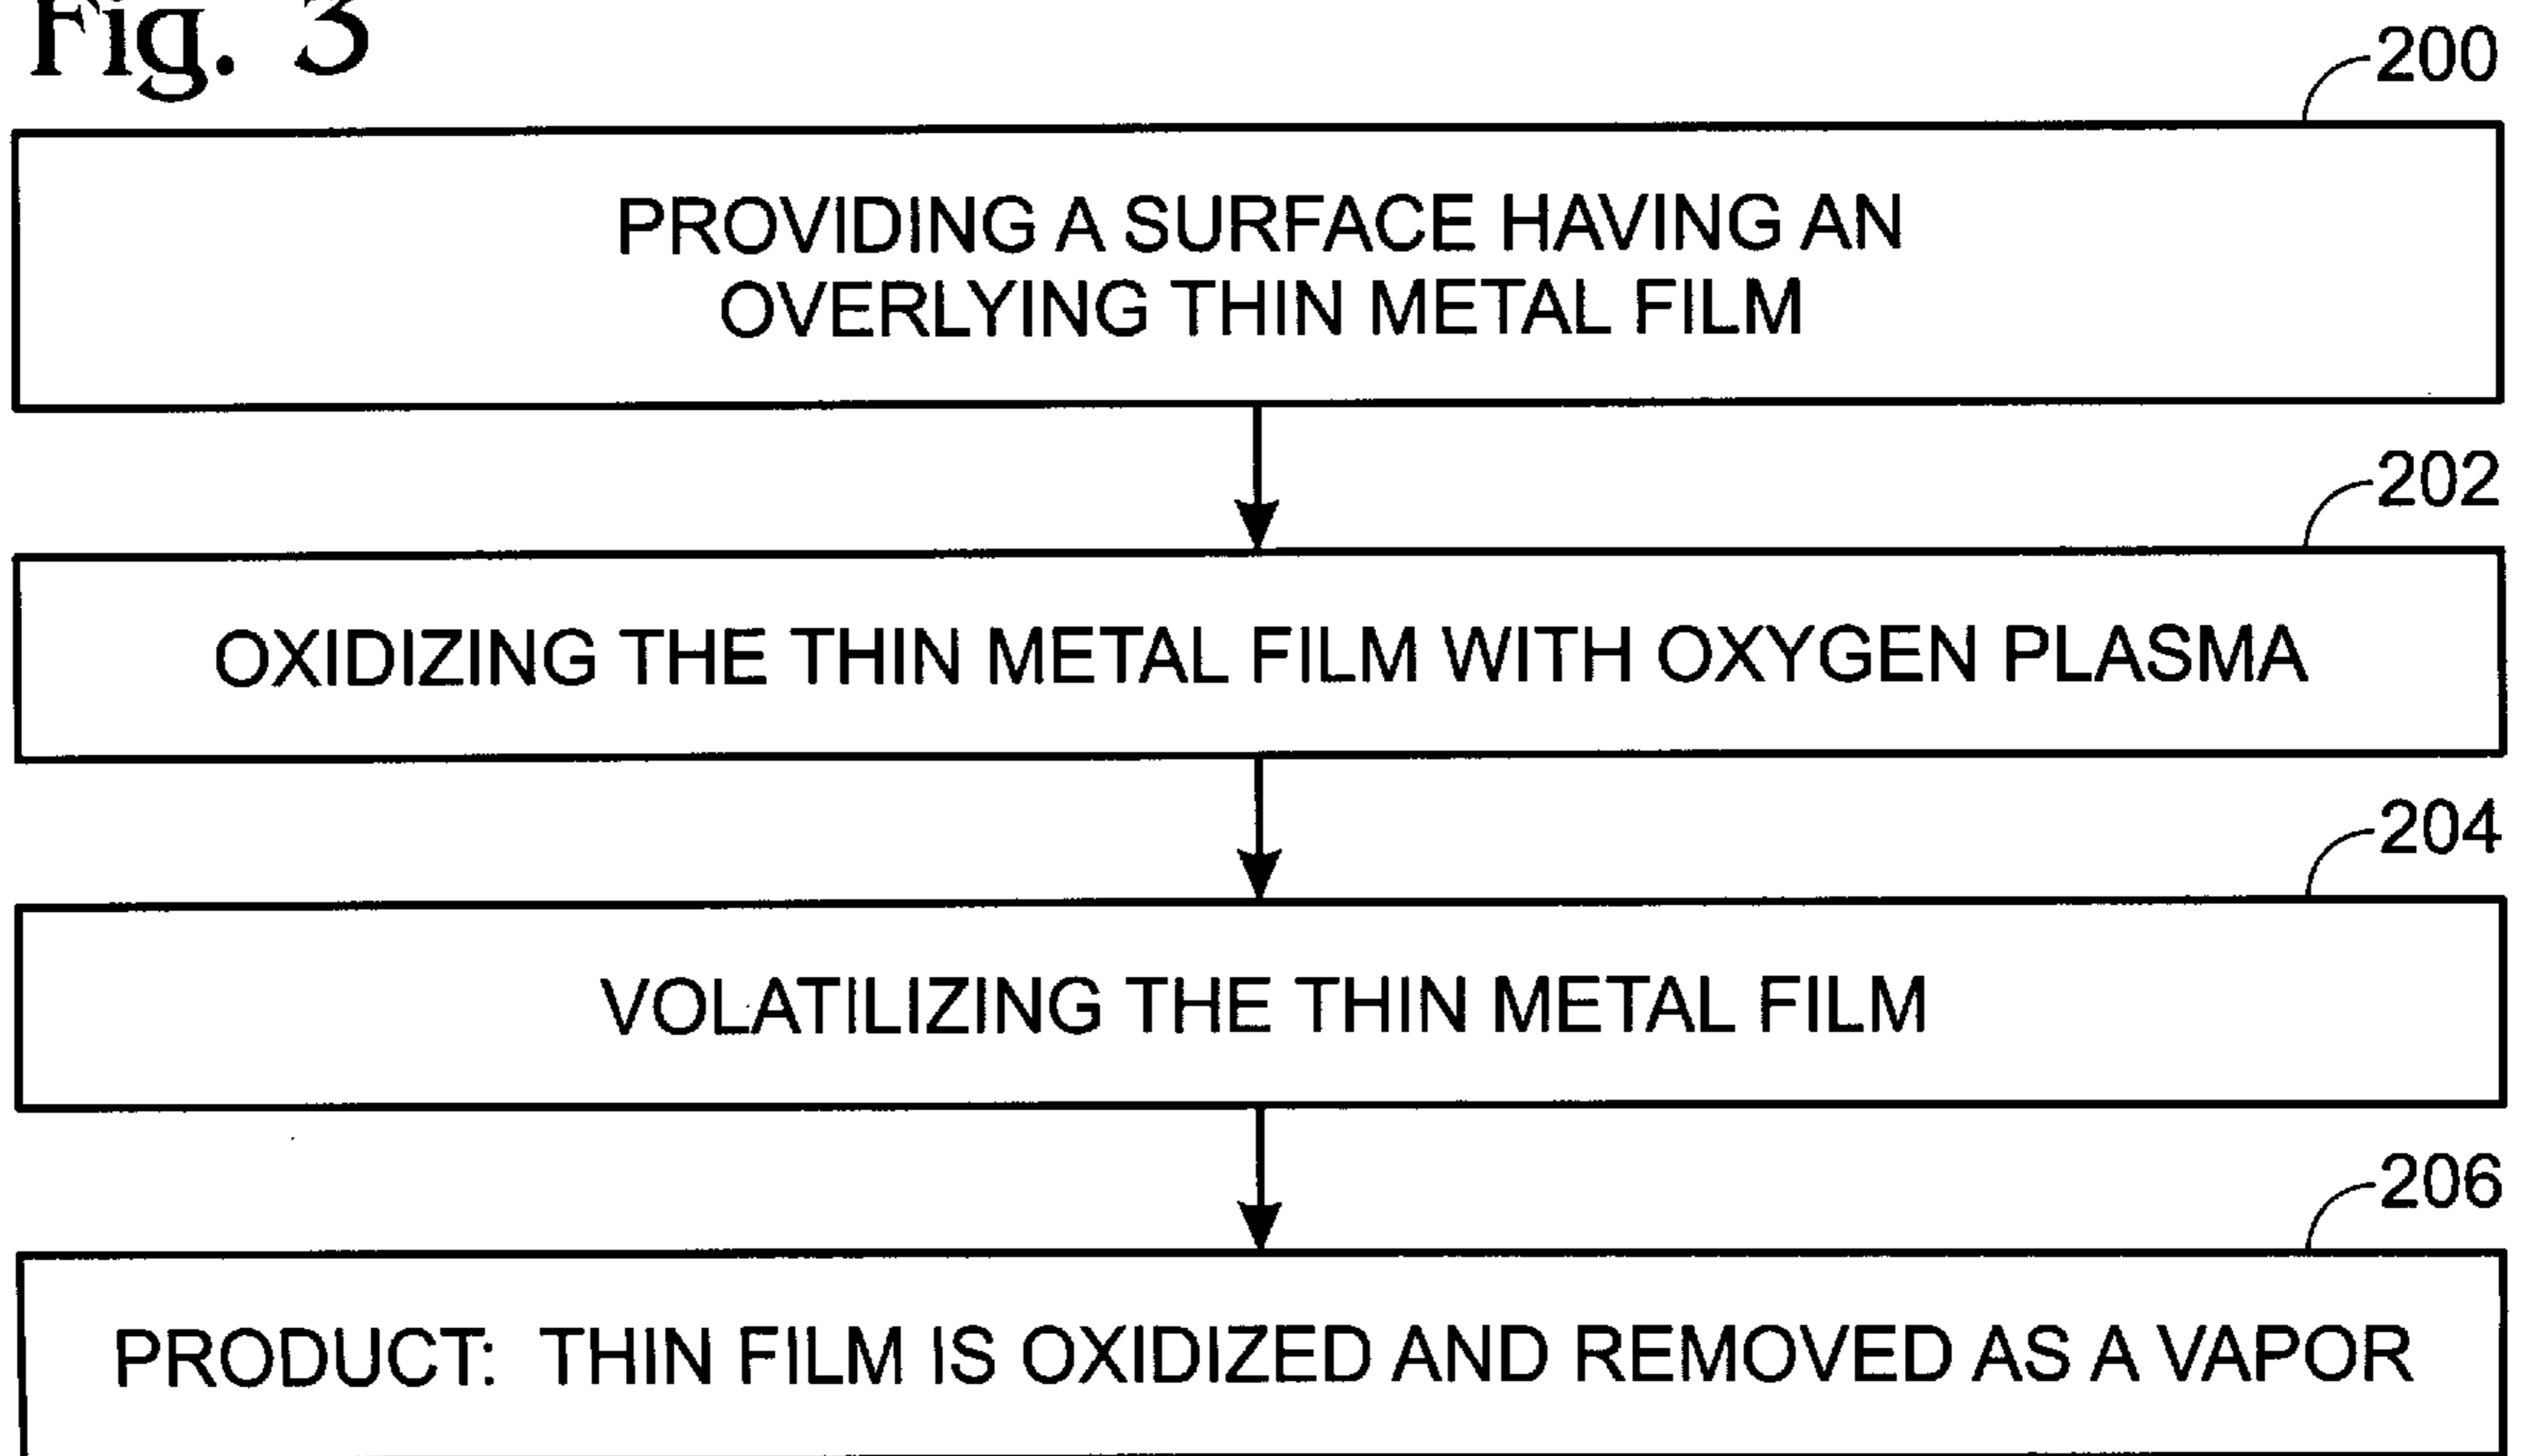 Fig. 3
200
PROVIDING A SURFACE HAVING AN
OVERLYING THIN METAL FILM
202
OXIDIZING THE THIN METAL FILM WITH OXYGEN PLASMA
204
VOLATILIZING THE THIN METAL FILM
206
PRODUCT: THIN FILM IS OXIDIZED AND REMOVED AS A VAPOR